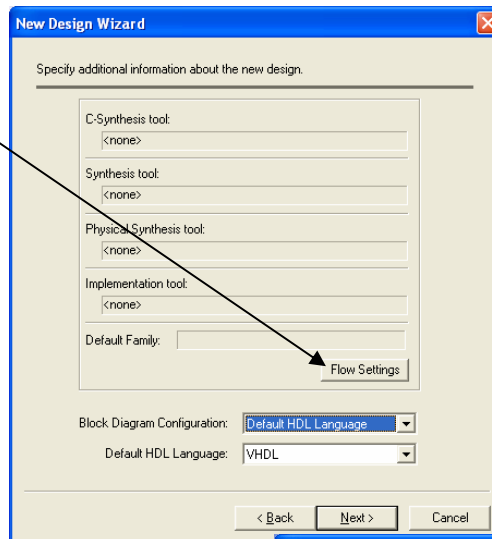 New Design Wizard
Specify additional information about the new design.
C-Synthesis tool:
<none>
Synthesis tool:
<none>
Physical Synthesis tool:
<none>
Implementation tool:
<none>
Default Family:
Flow Settings
Block Diagram Configuration: Default HDL Language
Default HDL Language: VHDL
< Back Next > Cancel